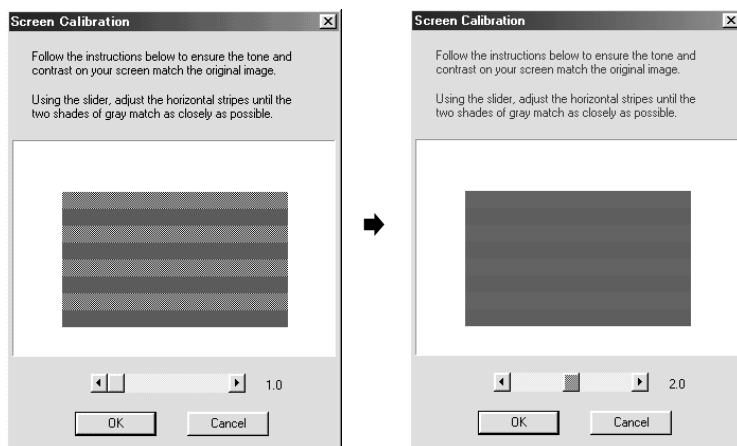 Screen Calibration
Follow the instructions below to ensure the tone and
contrast on your screen match the original image.
Using the slider, adjust the horizontal stripes until the
two shades of gray match as closely as possible.
1.0
OK Cancel
Screen Calibration
Follow the instructions below to ensure the tone and
contrast on your screen match the original image.
Using the slider, adjust the horizontal stripes until the
two shades of gray match as closely as possible.
2.0
OK Cancel